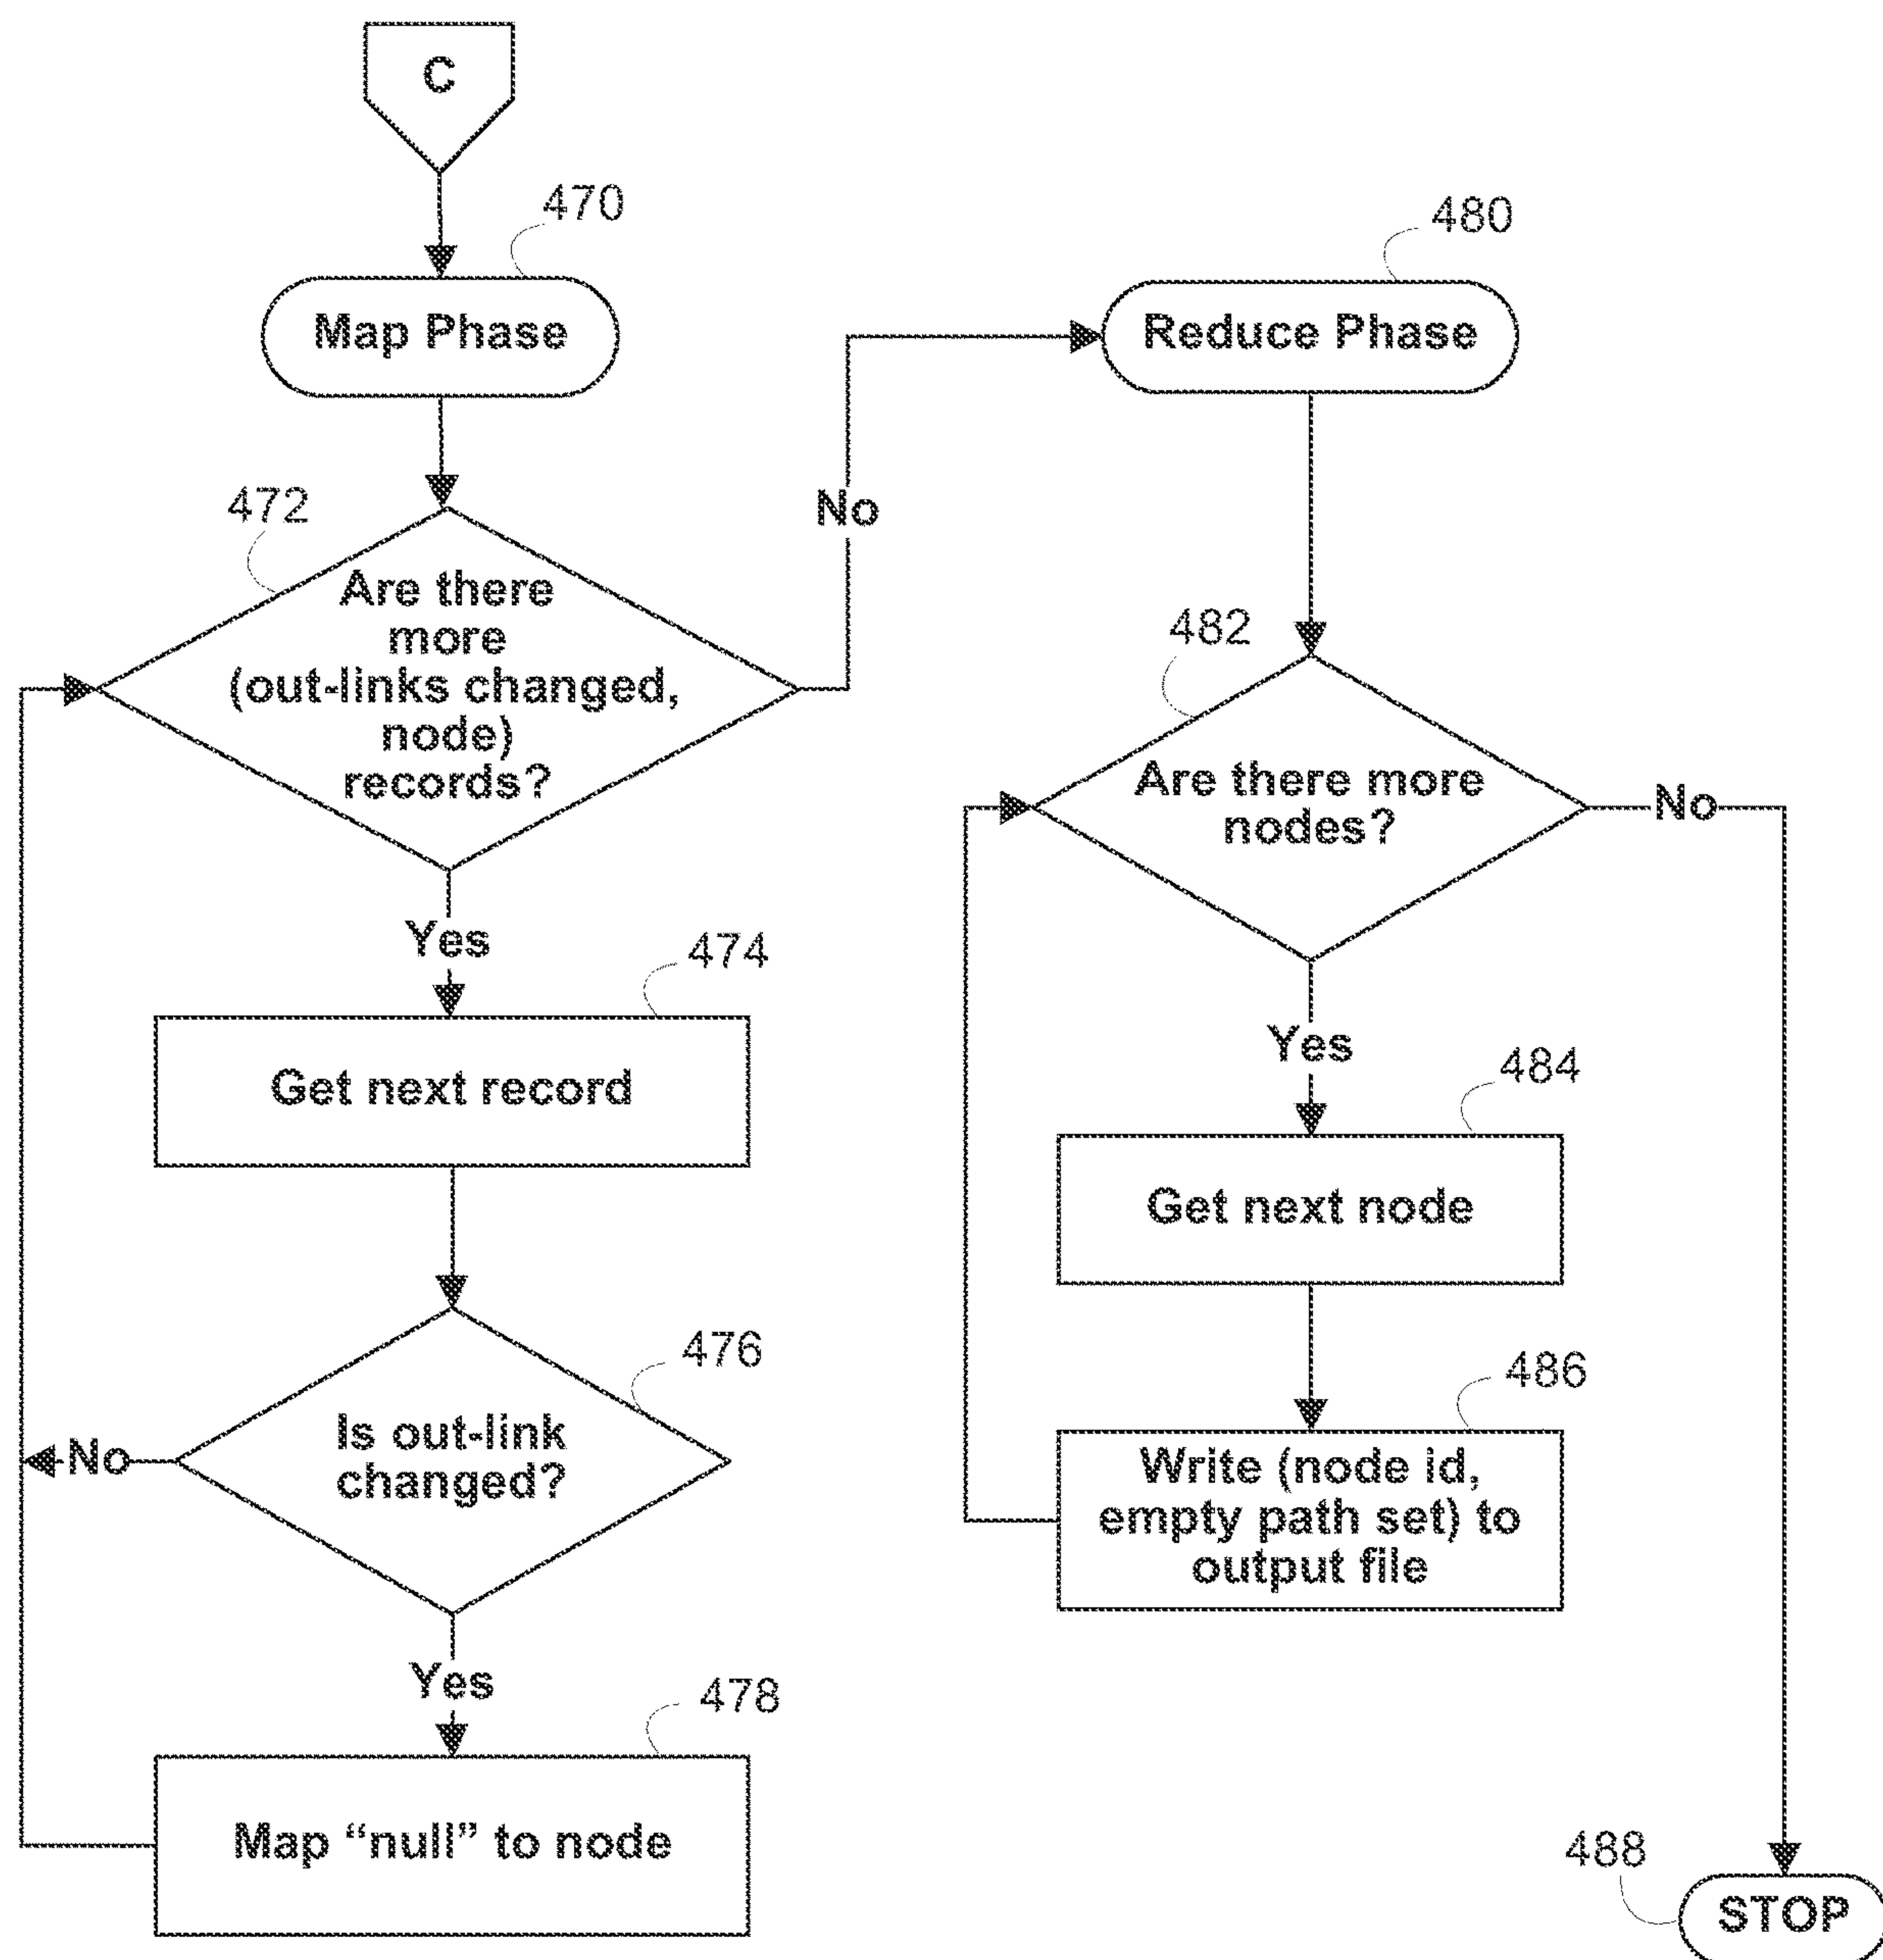 C
470
Map Phase
472
Are there
more
(out-links changed,
node)
records?
No
Yes
474
Get next record
476
Is out-link
changed?
No
Yes
478
Map “null” to node
480
Reduce Phase
482
Are there more
nodes?
No
Yes
484
Get next node
486
Write (node id,
empty path set) to
output file
488
STOP